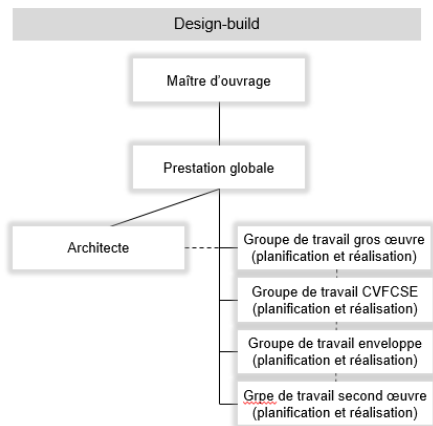 Design-build
Maître d'ouvrage
Prestation globale
Architecte
Groupe de travail gros œuvre
(planification et réalisation)
Groupe de travail CVFCSE
(planification et réalisation)
Groupe de travail enveloppe
(planification et réalisation)
Grpe de travail second œuvre
(planification et réalisation)